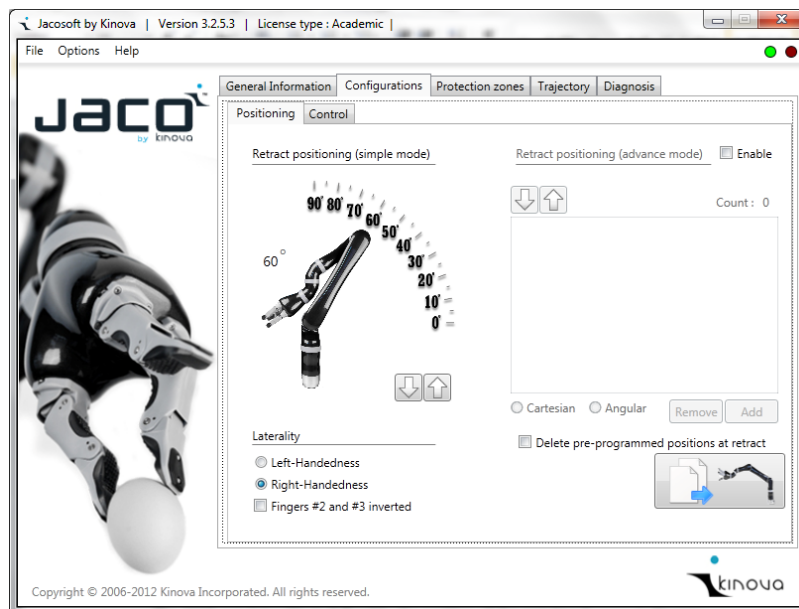 Jacosoft by Kinova | Version 3.2.5.3 | License type : Academic |
File Options Help
JACO
by KINOVA
General Information Configurations Protection zones Trajectory Diagnosis
Positioning Control
Retract positioning (simple mode)
Retract positioning (advance mode) Enable
90° 80° 70° 60° 50° 40° 30° 20° 10° 0°
60°
Count : 0
Cartesian Angular Remove Add
Delete pre-programmed positions at retract
Laterality
Left-Handedness
Right-Handedness
Fingers #2 and #3 inverted
Copyright © 2006-2012 Kinova Incorporated. All rights reserved.
KINOVA